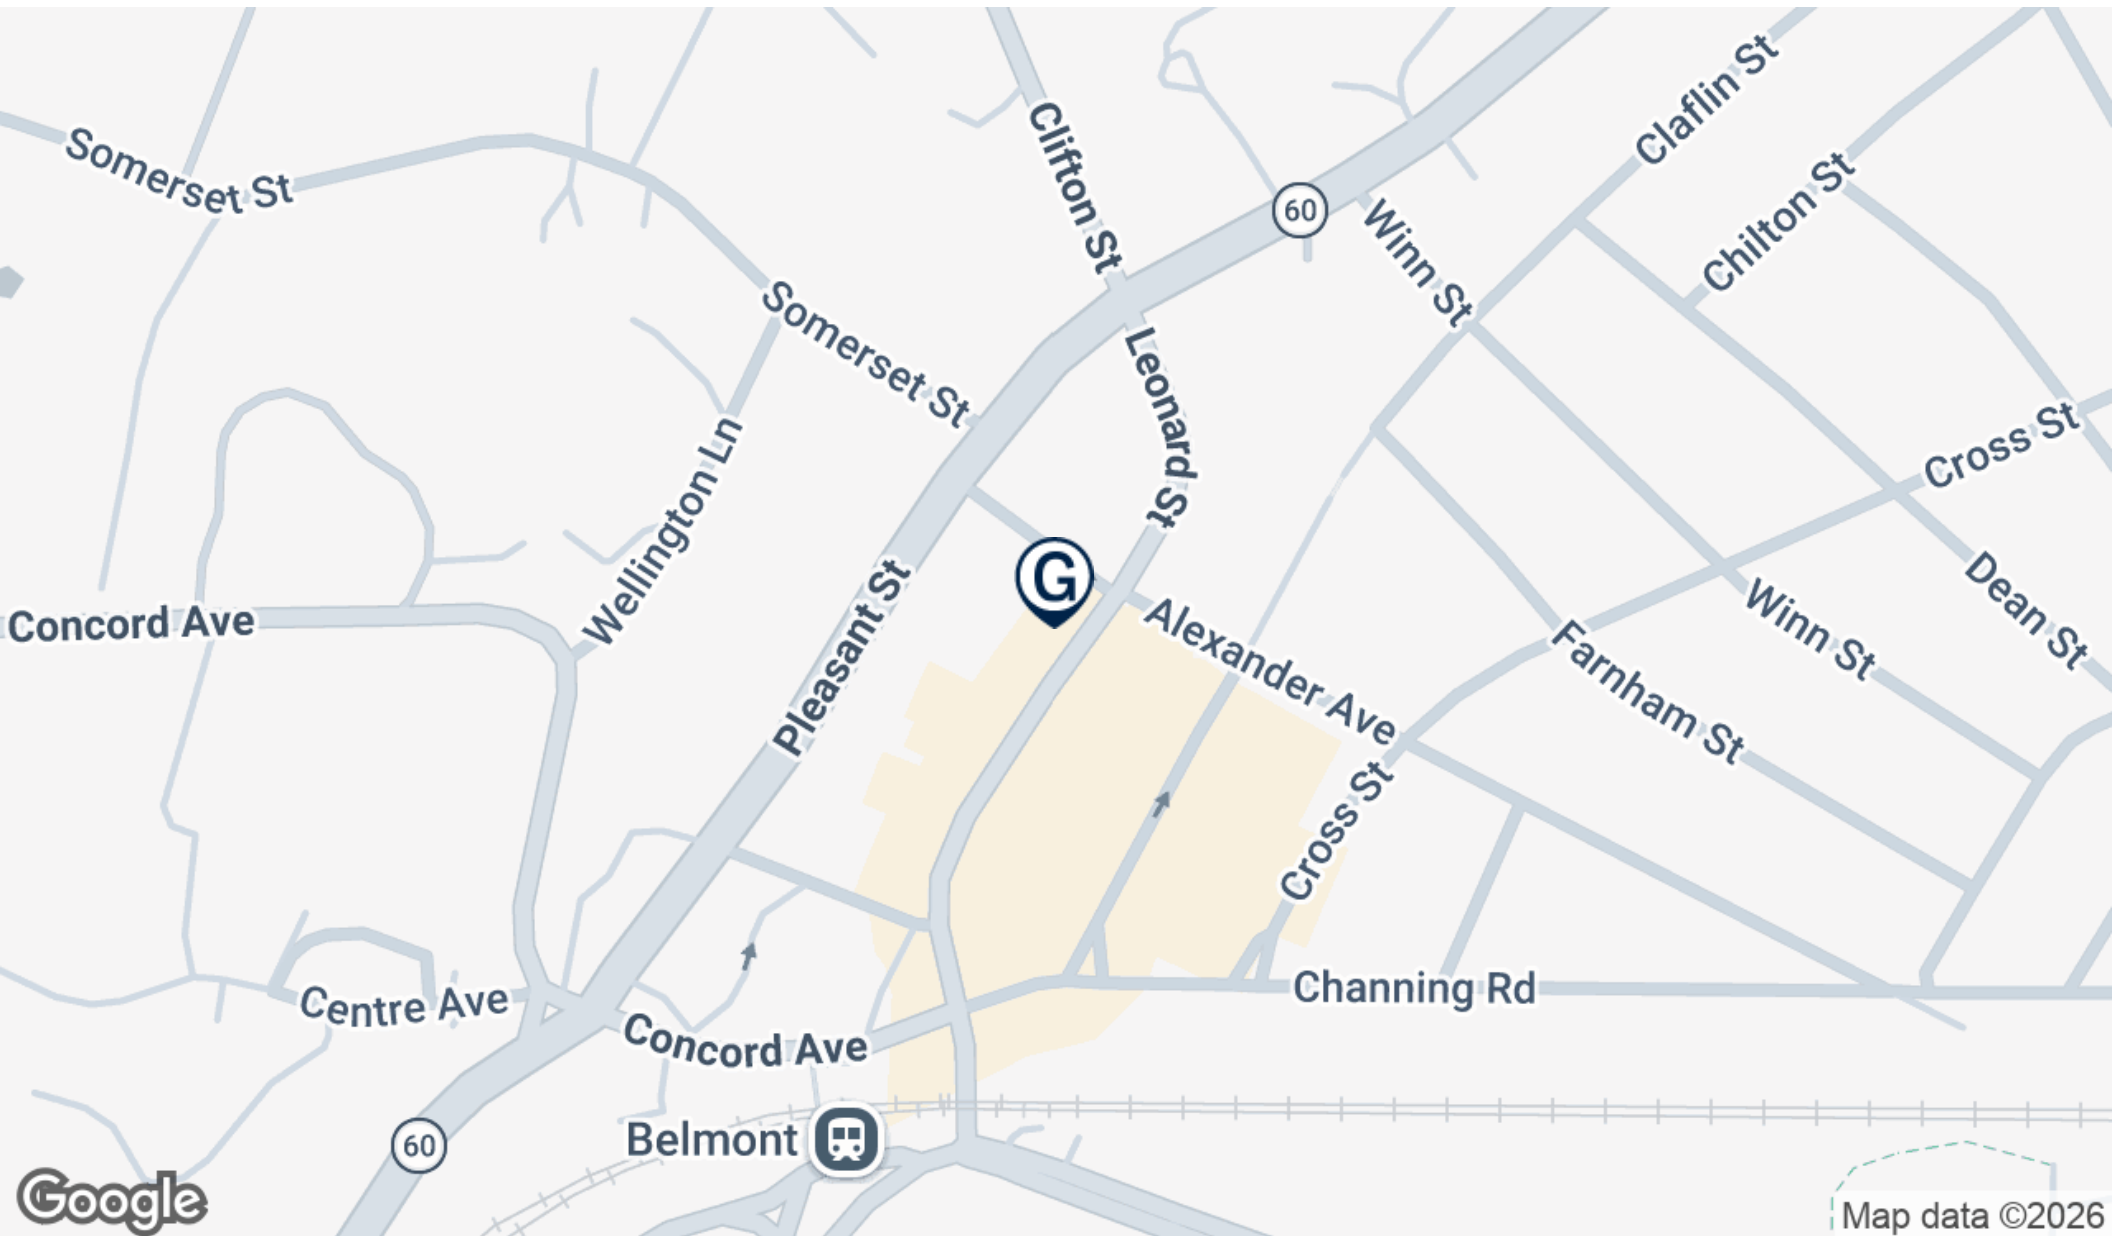 Somerset St
Clifton St
60
Claflin St
Chilton St
Winn St
Somerset St
Leonard St
Cross St
Wellington Ln
G
Pleasant St
Concord Ave
Alexander Ave
Farnham St
Winn St
Dean St
Cross St
Centre Ave
Channing Rd
Concord Ave
Belmont
60
Google
Map data ©2026